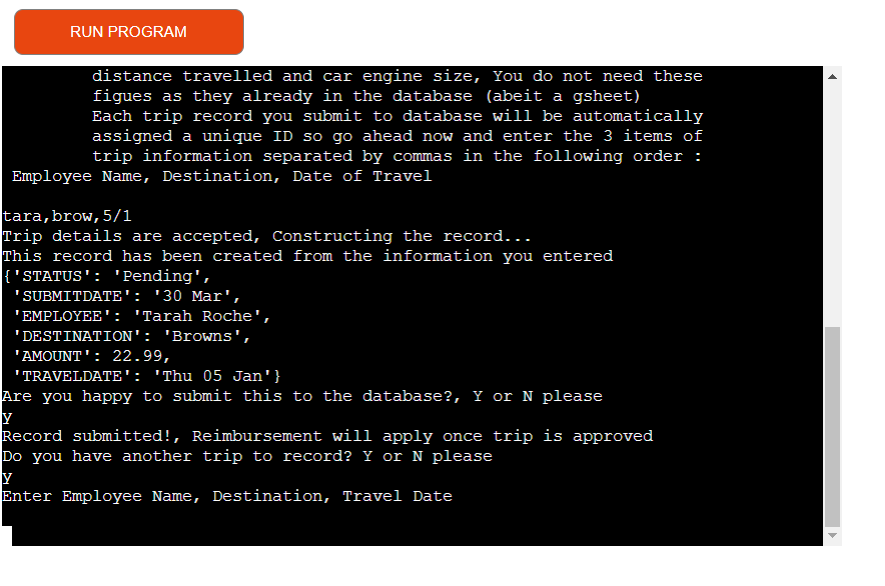 RUN PROGRAM
distance travelled and car engine size, You do not need these
figues as they already in the database (abeit a gsheet)
Each trip record you submit to database will be automatically
assigned a unique ID so go ahead now and enter the 3 items of
trip information separated by commas in the following order :
Employee Name, Destination, Date of Travel
tara,brow,5/1
Trip details are accepted, Constructing the record...
This record has been created from the information you entered
{'STATUS': 'Pending',
'SUBMITDATE': '30 Mar',
'EMPLOYEE': 'Tarah Roche',
'DESTINATION': 'Browns',
'AMOUNT': 22.99,
'TRAVELDATE': 'Thu 05 Jan'}
Are you happy to submit this to the database?, Y or N please
y
Record submitted!, Reimbursement will apply once trip is approved
Do you have another trip to record? Y or N please
y
Enter Employee Name, Destination, Travel Date